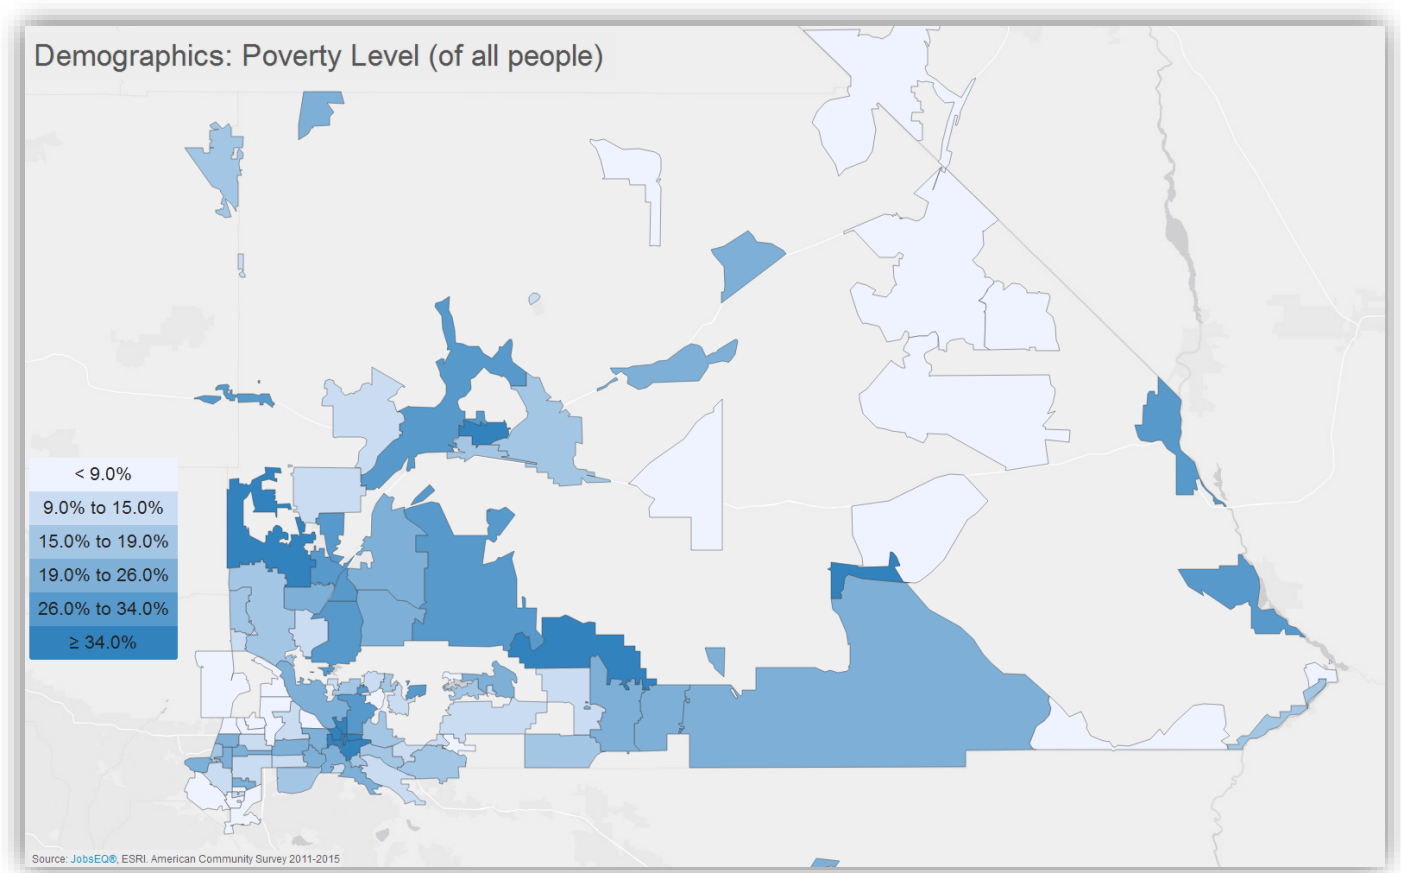 Demographics: Poverty Level (of all people)
< 9.0%
9.0% to 15.0%
15.0% to 19.0%
19.0% to 26.0%
26.0% to 34.0%
≥ 34.0%
Source: JobsEQ®, ESRI. American Community Survey 2011-2015